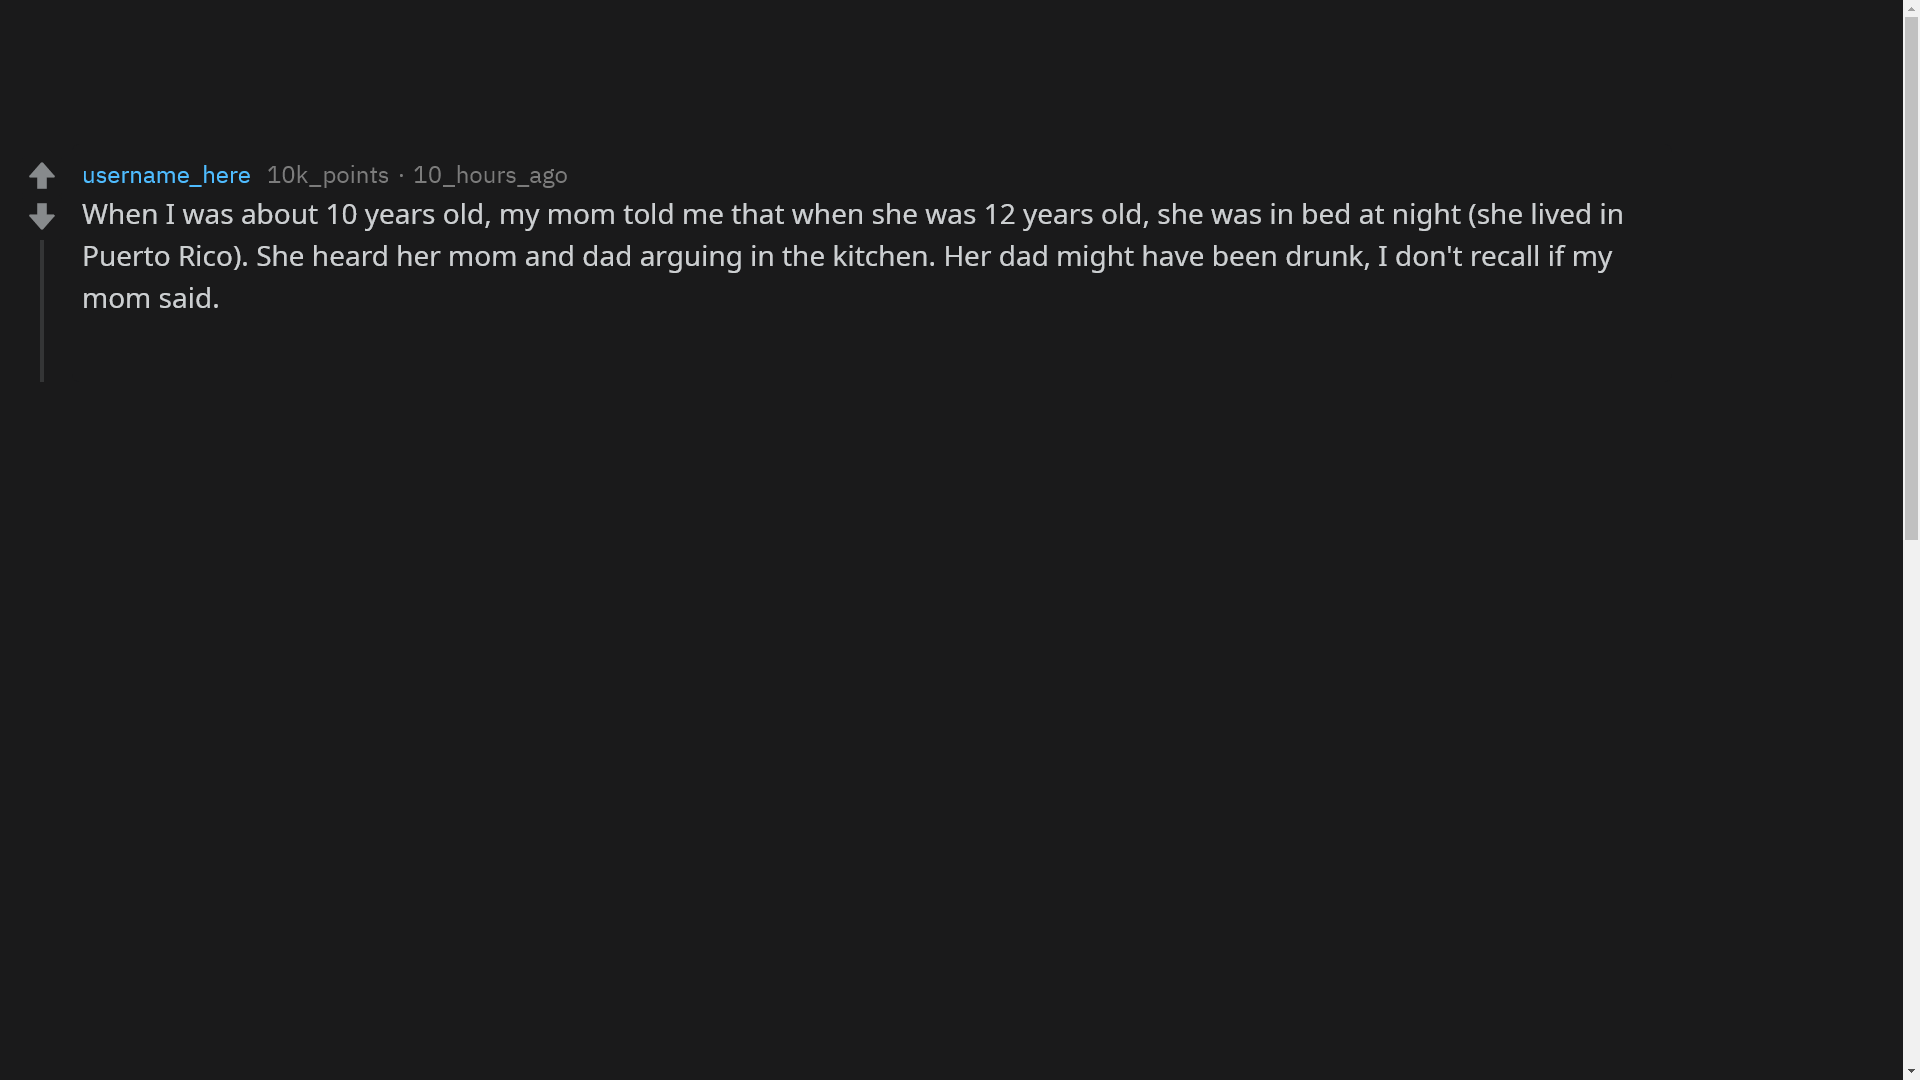 username_here 10k_points · 10_hours_ago
When I was about 10 years old, my mom told me that when she was 12 years old, she was in bed at night (she lived in
Puerto Rico). She heard her mom and dad arguing in the kitchen. Her dad might have been drunk, I don't recall if my
mom said.